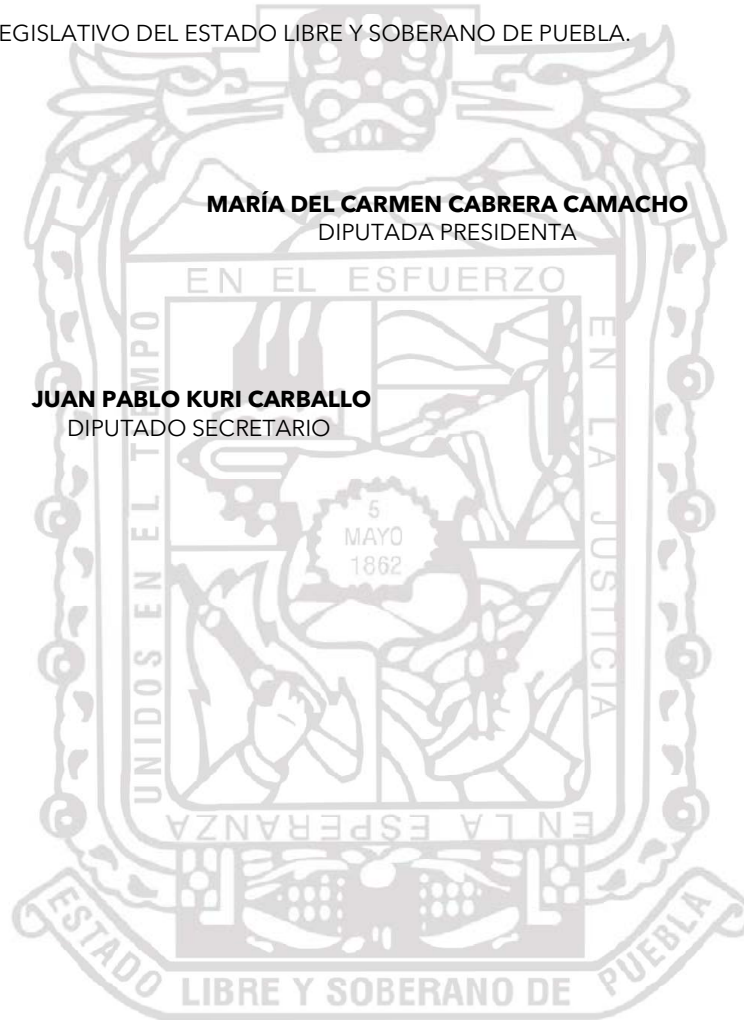 EGISLATIVO DEL ESTADO LIBRE Y SOBERANO DE PUEBLA.
MARÍA DEL CARMEN CABRERA CAMACHO
DIPUTADA PRESIDENTA
JUAN PABLO KURI CARBALLO
DIPUTADO SECRETARIO
EN EL ESFUERZO
EN LA JUSTICIA
EN LA ESPERANZA
UNIDOS EN EL TIEMPO
5
MAYO
1862
ESTADO LIBRE Y SOBERANO DE PUEBLA